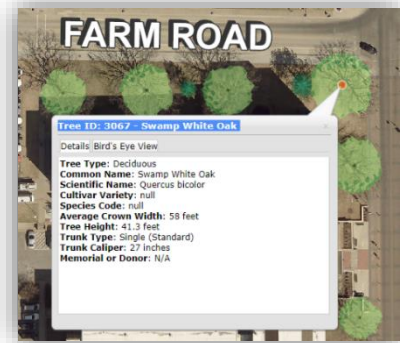 FARM ROAD
Tree ID: 3067 - Swamp White Oak
Details Bird's Eye View
Tree Type: Deciduous
Common Name: Swamp White Oak
Scientific Name: Quercus bicolor
Cultivar Variety: null
Species Code: null
Average Crown Width: 58 feet
Tree Height: 41.3 feet
Trunk Type: Single (Standard)
Trunk Caliper: 27 inches
Memorial or Donor: N/A